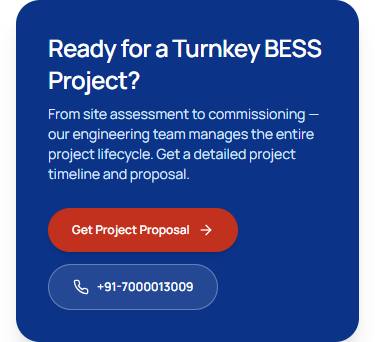 Ready for a Turnkey BESS
Project?
From site assessment to commissioning —
our engineering team manages the entire
project lifecycle. Get a detailed project
timeline and proposal.
Get Project Proposal →
+91-7000013009